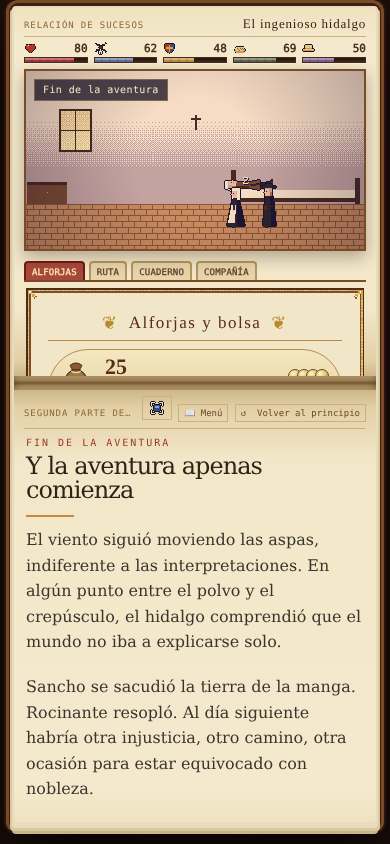 RELACIÓN DE SUCESOS
El ingenioso hidalgo
80
62
48
69
50
Fin de la aventura
ALFORJAS
RUTA
CUADERNO
COMPAÑÍA
Alforjas y bolsa
25
SEGUNDA PARTE DE…
Menú
Volver al principio
FIN DE LA AVENTURA
Y la aventura apenas
comienza
El viento siguió moviendo las aspas,
indiferente a las interpretaciones. En
algún punto entre el polvo y el
crepúsculo, el hidalgo comprendió que el
mundo no iba a explicarse solo.
Sancho se sacudió la tierra de la manga.
Rocinante resopló. Al día siguiente
habría otra injusticia, otro camino, otra
ocasión para estar equivocado con
nobleza.